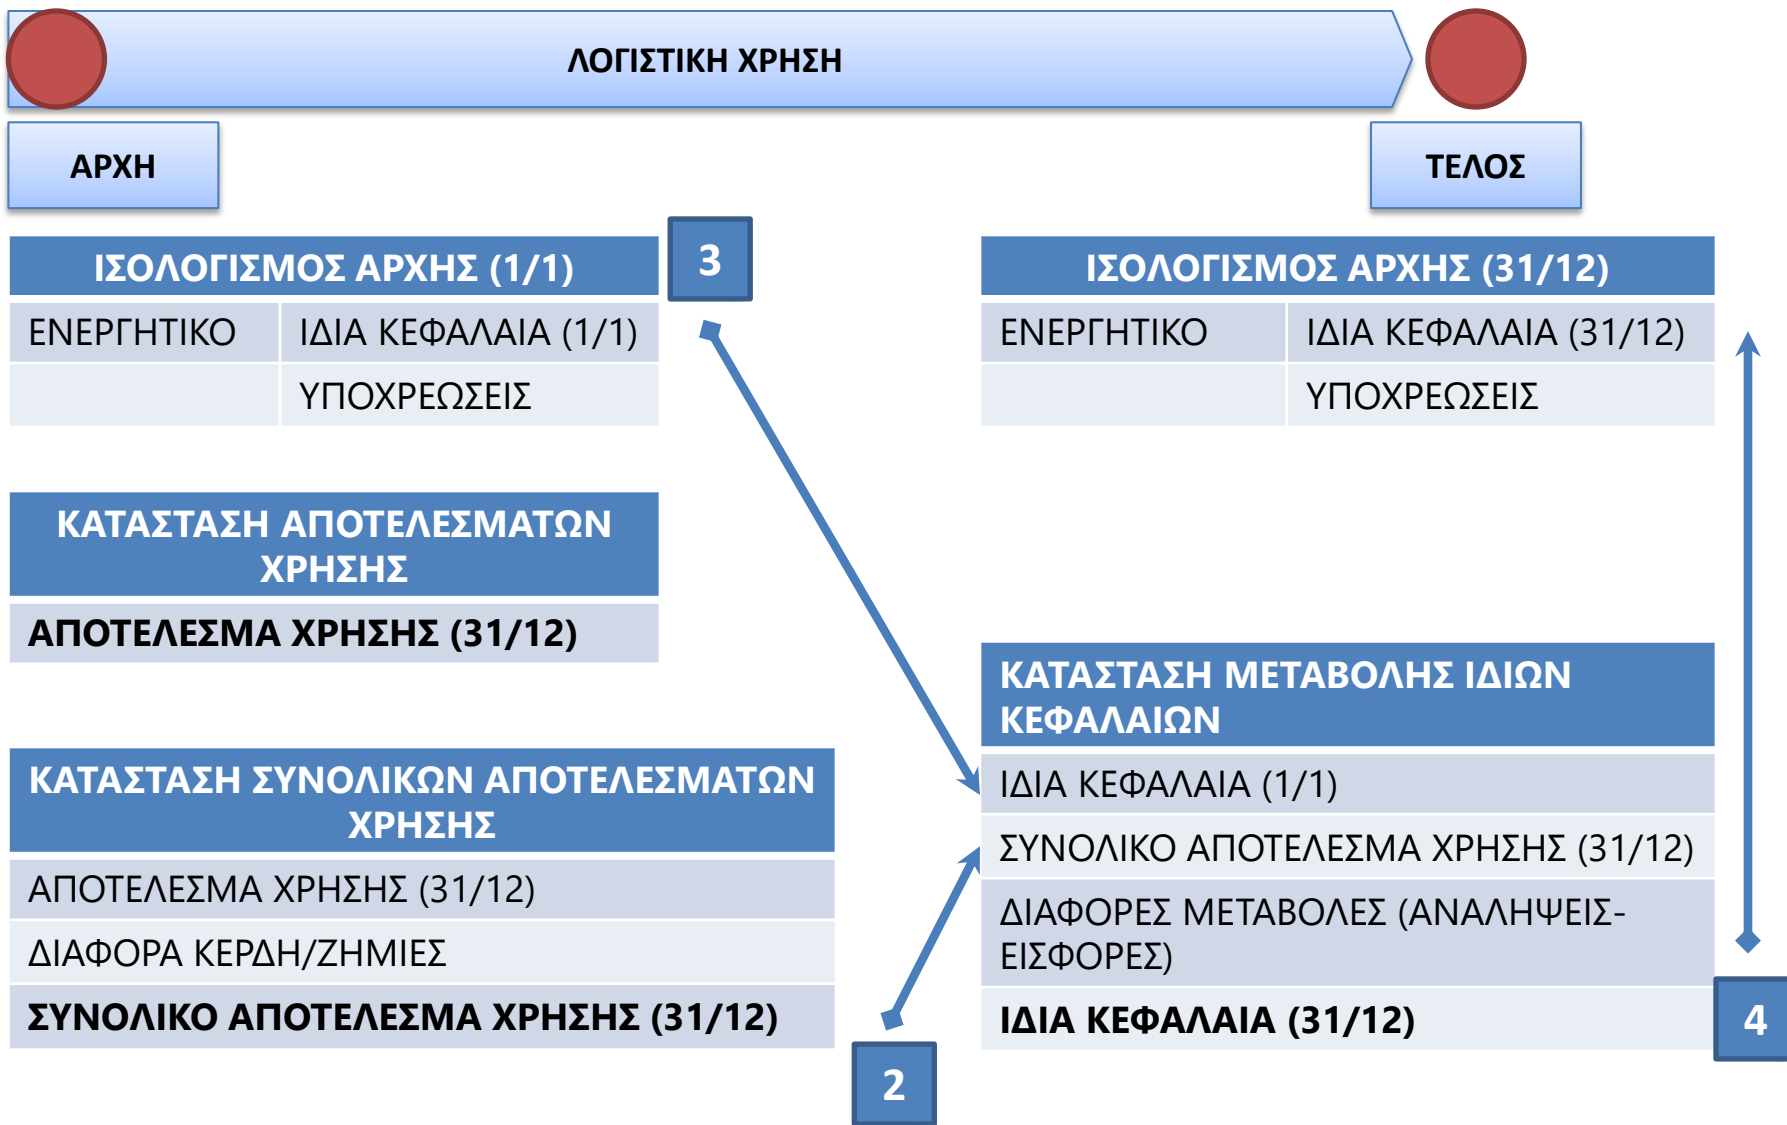 ΛΟΓΙΣΤΙΚΗ ΧΡΗΣΗ
ΑΡΧΗ
ΤΕΛΟΣ
ΙΣΟΛΟΓΙΣΜΟΣ ΑΡΧΗΣ (1/1)
ΕΝΕΡΓΗΤΙΚΟ ΙΔΙΑ ΚΕΦΑΛΑΙΑ (1/1)
ΥΠΟΧΡΕΩΣΕΙΣ
3
ΙΣΟΛΟΓΙΣΜΟΣ ΑΡΧΗΣ (31/12)
ΕΝΕΡΓΗΤΙΚΟ ΙΔΙΑ ΚΕΦΑΛΑΙΑ (31/12)
ΥΠΟΧΡΕΩΣΕΙΣ
ΚΑΤΑΣΤΑΣΗ ΑΠΟΤΕΛΕΣΜΑΤΩΝ
ΧΡΗΣΗΣ
ΑΠΟΤΕΛΕΣΜΑ ΧΡΗΣΗΣ (31/12)
ΚΑΤΑΣΤΑΣΗ ΣΥΝΟΛΙΚΩΝ ΑΠΟΤΕΛΕΣΜΑΤΩΝ
ΧΡΗΣΗΣ
ΑΠΟΤΕΛΕΣΜΑ ΧΡΗΣΗΣ (31/12)
ΔΙΑΦΟΡΑ ΚΕΡΔΗ/ΖΗΜΙΕΣ
ΣΥΝΟΛΙΚΟ ΑΠΟΤΕΛΕΣΜΑ ΧΡΗΣΗΣ (31/12)
2
ΚΑΤΑΣΤΑΣΗ ΜΕΤΑΒΟΛΗΣ ΙΔΙΩΝ
ΚΕΦΑΛΑΙΩΝ
ΙΔΙΑ ΚΕΦΑΛΑΙΑ (1/1)
ΣΥΝΟΛΙΚΟ ΑΠΟΤΕΛΕΣΜΑ ΧΡΗΣΗΣ (31/12)
ΔΙΑΦΟΡΕΣ ΜΕΤΑΒΟΛΕΣ (ΑΝΑΛΗΨΕΙΣ-
ΕΙΣΦΟΡΕΣ)
ΙΔΙΑ ΚΕΦΑΛΑΙΑ (31/12)
4